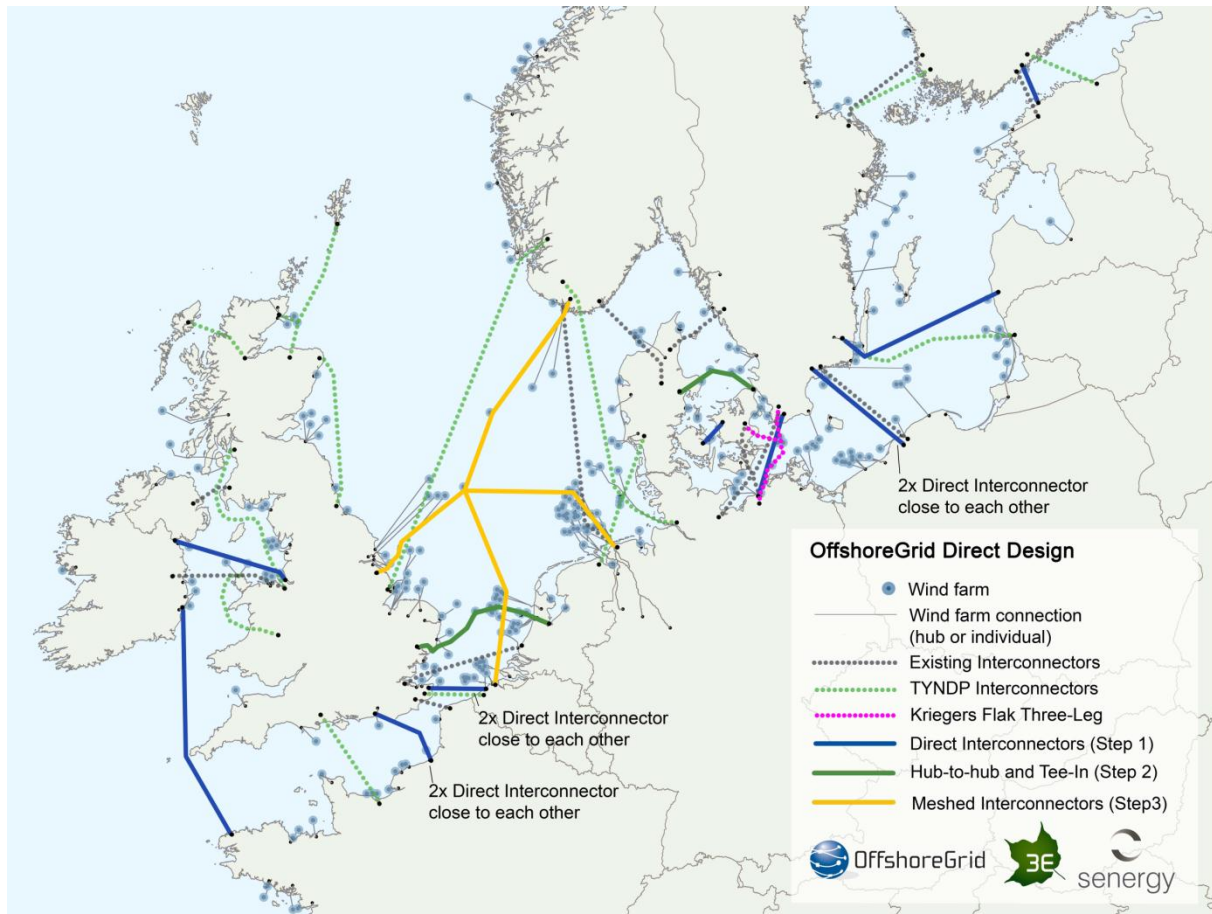 2x Direct Interconnector
close to each other
2x Direct Interconnector
close to each other
2x Direct Interconnector
close to each other
OffshoreGrid Direct Design
Wind farm
Wind farm connection
(hub or individual)
Existing Interconnectors
TYNDP Interconnectors
Kriegers Flak Three-Leg
Direct Interconnectors (Step 1)
Hub-to-hub and Tee-In (Step 2)
Meshed Interconnectors (Step3)
OffshoreGrid
3E
senergy